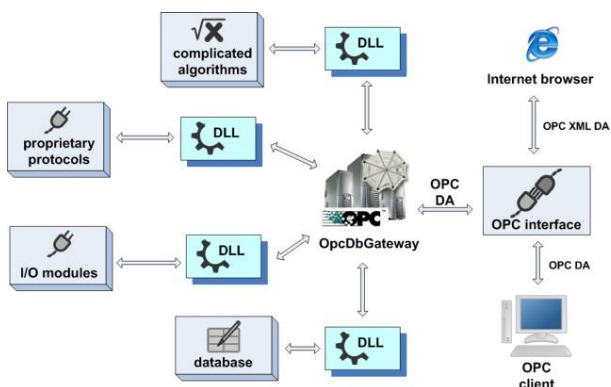 √x
complicated
algorithms
DLL
Internet browser
proprietary
protocols
DLL
OPC XML DA
OPC
DA
OPC
OpcDbGateway
OPC interface
I/O modules
DLL
OPC DA
database
DLL
OPC
client